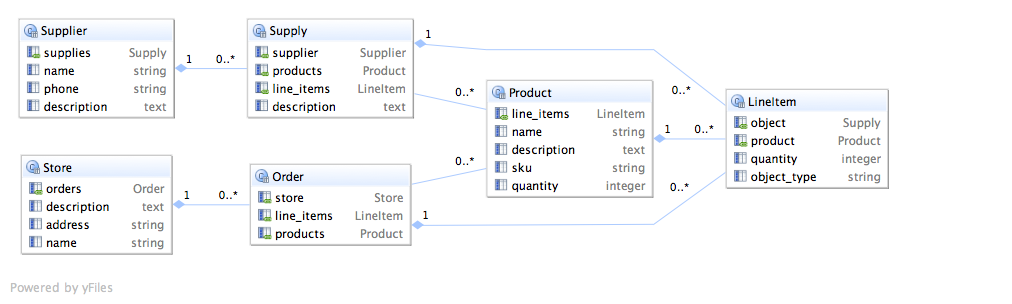 Supplier
supplies Supply
name string
phone string
description text
1 0..*
Supply
supplier Supplier
products Product
line_items LineItem
description text
1
0..*
0..*
Product
line_items LineItem
name string
description text
sku string
quantity integer
1 0..*
LineItem
object Supply
product Product
quantity integer
object_type string
Store
orders Order
description text
address string
name string
1 0..*
Order
store Store
line_items LineItem
products Product
0..*
1
0..*
Powered by yFiles